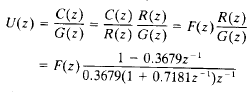 U(z) = C(z)/G(z) = C(z)/R(z) R(z)/G(z) = F(z) R(z)/G(z)
= F(z) 1 − 0.3679z⁻¹ / 0.3679(1 + 0.7181z⁻¹)z⁻¹